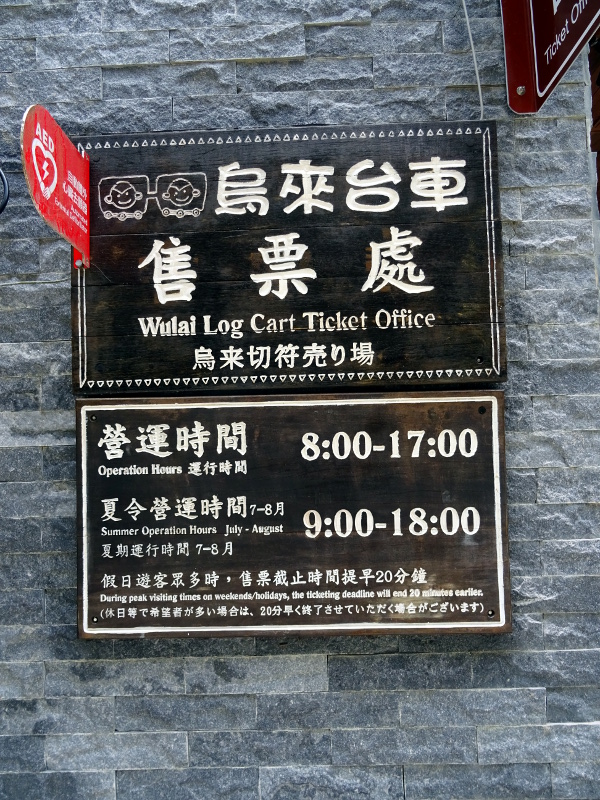 Ticket Offi
AED
烏來台車
售票處
Wulai Log Cart Ticket Office
烏来切符売り場
營運時間 8:00-17:00
Operation Hours 運行時間
夏令營運時間7-8月 9:00-18:00
Summer Operation Hours July - August
夏期運行時間 7-8月
假日遊客眾多時，售票截止時間提早20分鐘
During peak visiting times on weekends/holidays, the ticketing deadline will end 20 minutes earlier.
(休日等で希望者が多い場合は、20分早く終了させていただく場合がございます)